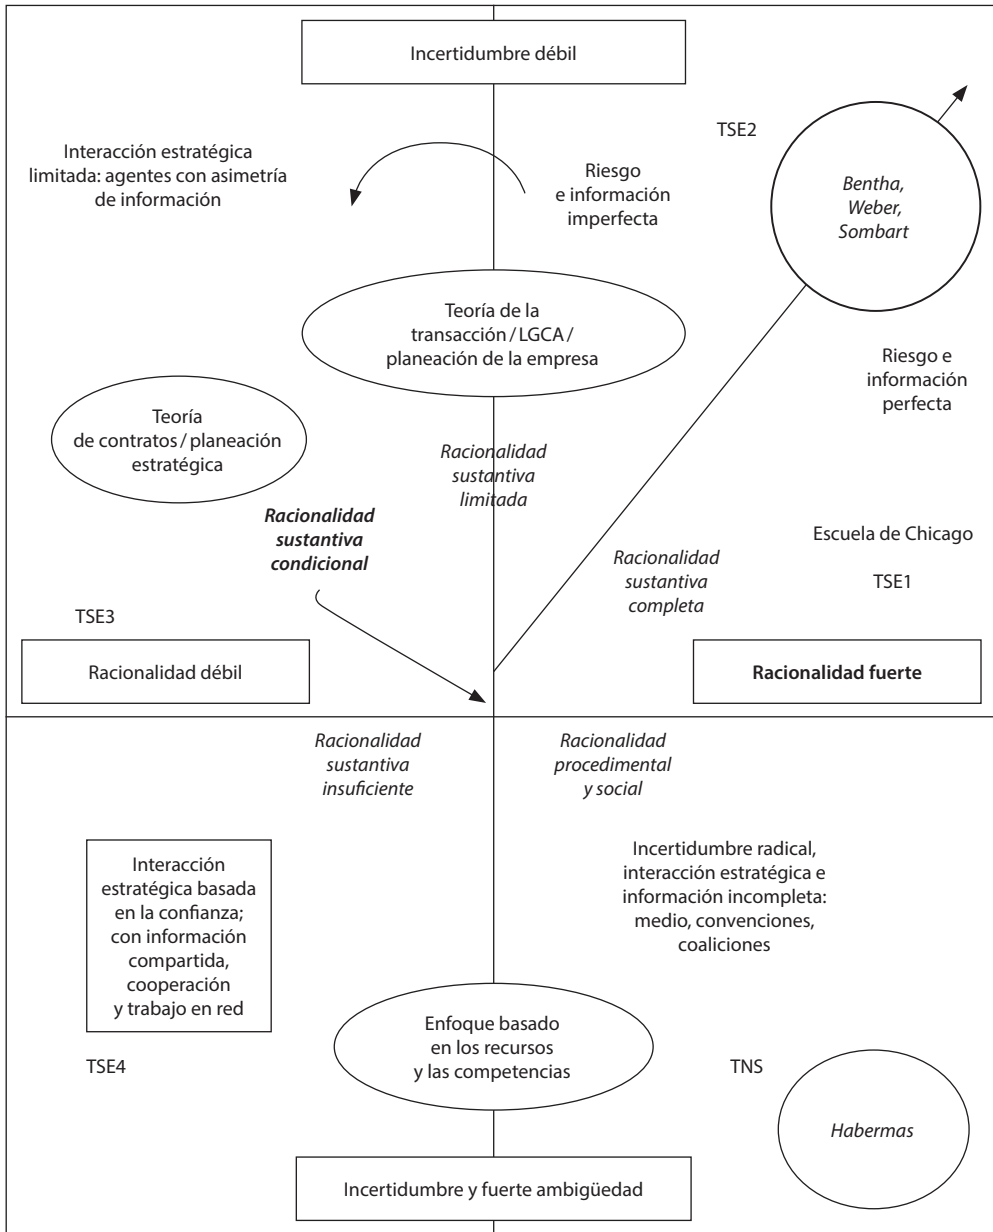 Incertidumbre débil
TSE2
Interacción estratégica
limitada: agentes con asimetría
de información
Riesgo
e información
imperfecta
Bentha,
Weber,
Sombart
Teoría de la
transacción / LGCA /
planeación de la empresa
Riesgo e
información
perfecta
Teoría
de contratos / planeación
estratégica
Racionalidad
sustantiva
limitada
Racionalidad
sustantiva
condicional
Racionalidad
sustantiva
completa
Escuela de Chicago
TSE1
TSE3
Racionalidad débil
Racionalidad fuerte
Racionalidad
sustantiva
insuficiente
Racionalidad
procedimental
y social
Interacción
estratégica basada
en la confianza;
con información
compartida,
cooperación
y trabajo en red
Incertidumbre radical,
interacción estratégica e
información incompleta:
medio, convenciones,
coaliciones
Enfoque basado
en los recursos
y las competencias
TSE4
TNS
Habermas
Incertidumbre y fuerte ambigüedad